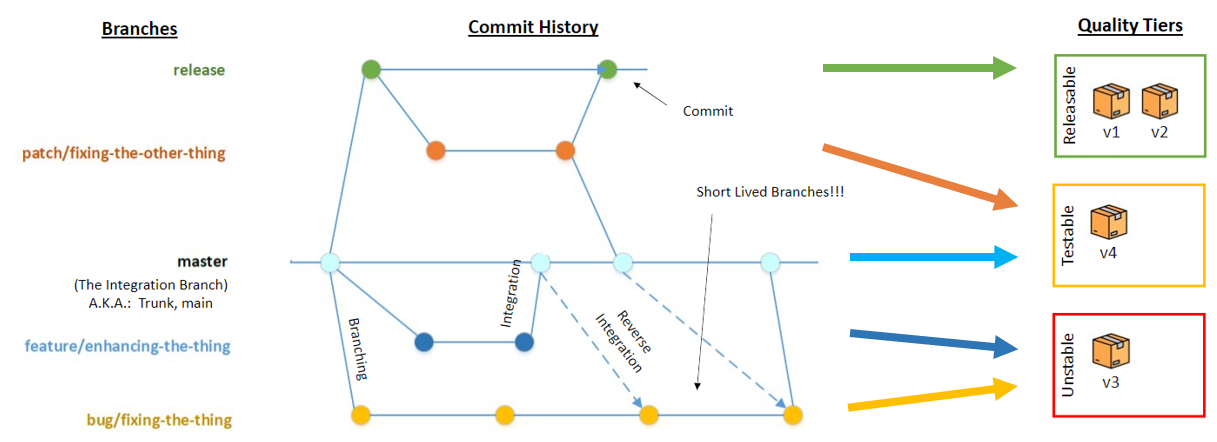 Branches
Commit History
Quality Tiers
release
Commit
Releasable
v1
v2
patch/fixing-the-other-thing
Short Lived Branches!!!
Testable
v4
master
(The Integration Branch)
A.K.A.: Trunk, main
Integration
Branching
Reverse
Integration
feature/enhancing-the-thing
Unstable
v3
bug/fixing-the-thing